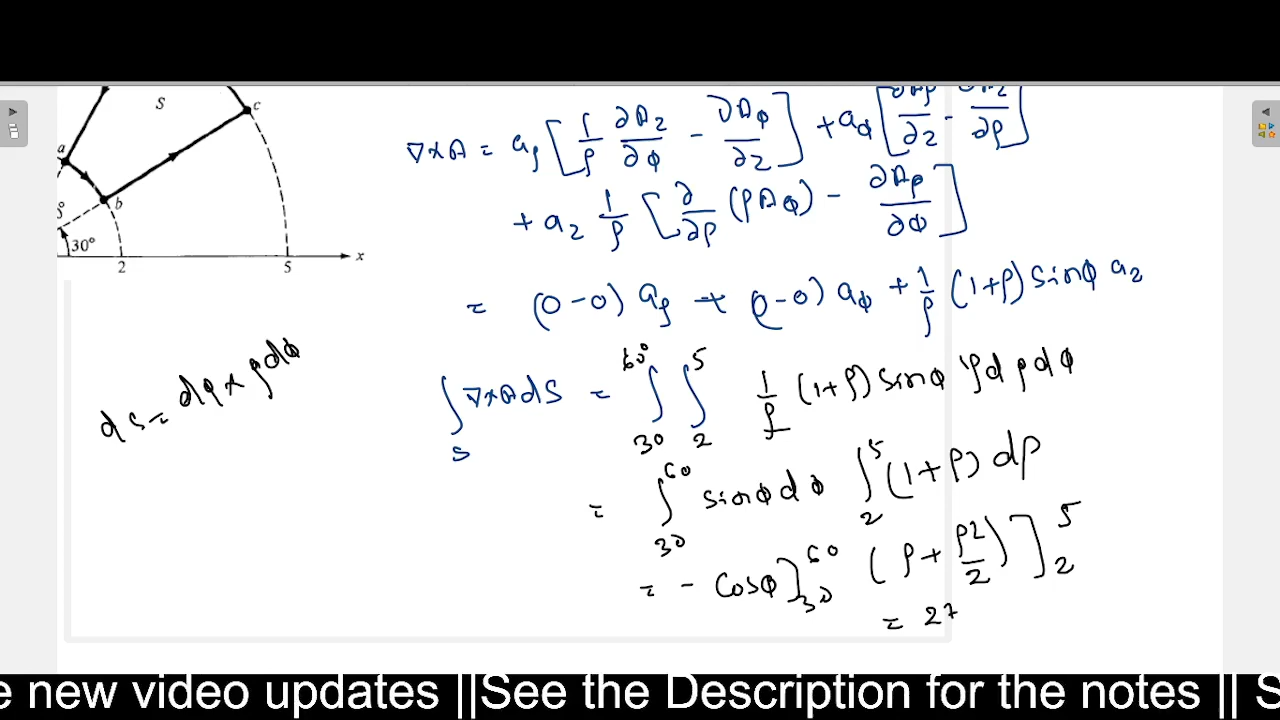 S
c
a
b
30°
2
5
x
∇×A = aρ [ 1/ρ ∂Az/∂φ - ∂Aφ/∂z ] + aφ [ ∂Aρ/∂z - ∂Az/∂ρ ]
+ az 1/ρ [ ∂/∂ρ (ρAφ) - ∂Aρ/∂φ ]
= (0-0) aρ + (0-0) aφ + 1/ρ (1+ρ) sinφ az
ds = dρ × ρdφ
∫S ∇×A dS = ∫30^60° ∫2^5 1/ρ (1+ρ) sinφ ρdρdφ
= ∫30^60 sinφ dφ ∫2^5 (1+ρ) dρ
= - cosφ]30^60 (ρ + ρ2/2)]2^5
= 27
e new video updates ||See the Description for the notes || S